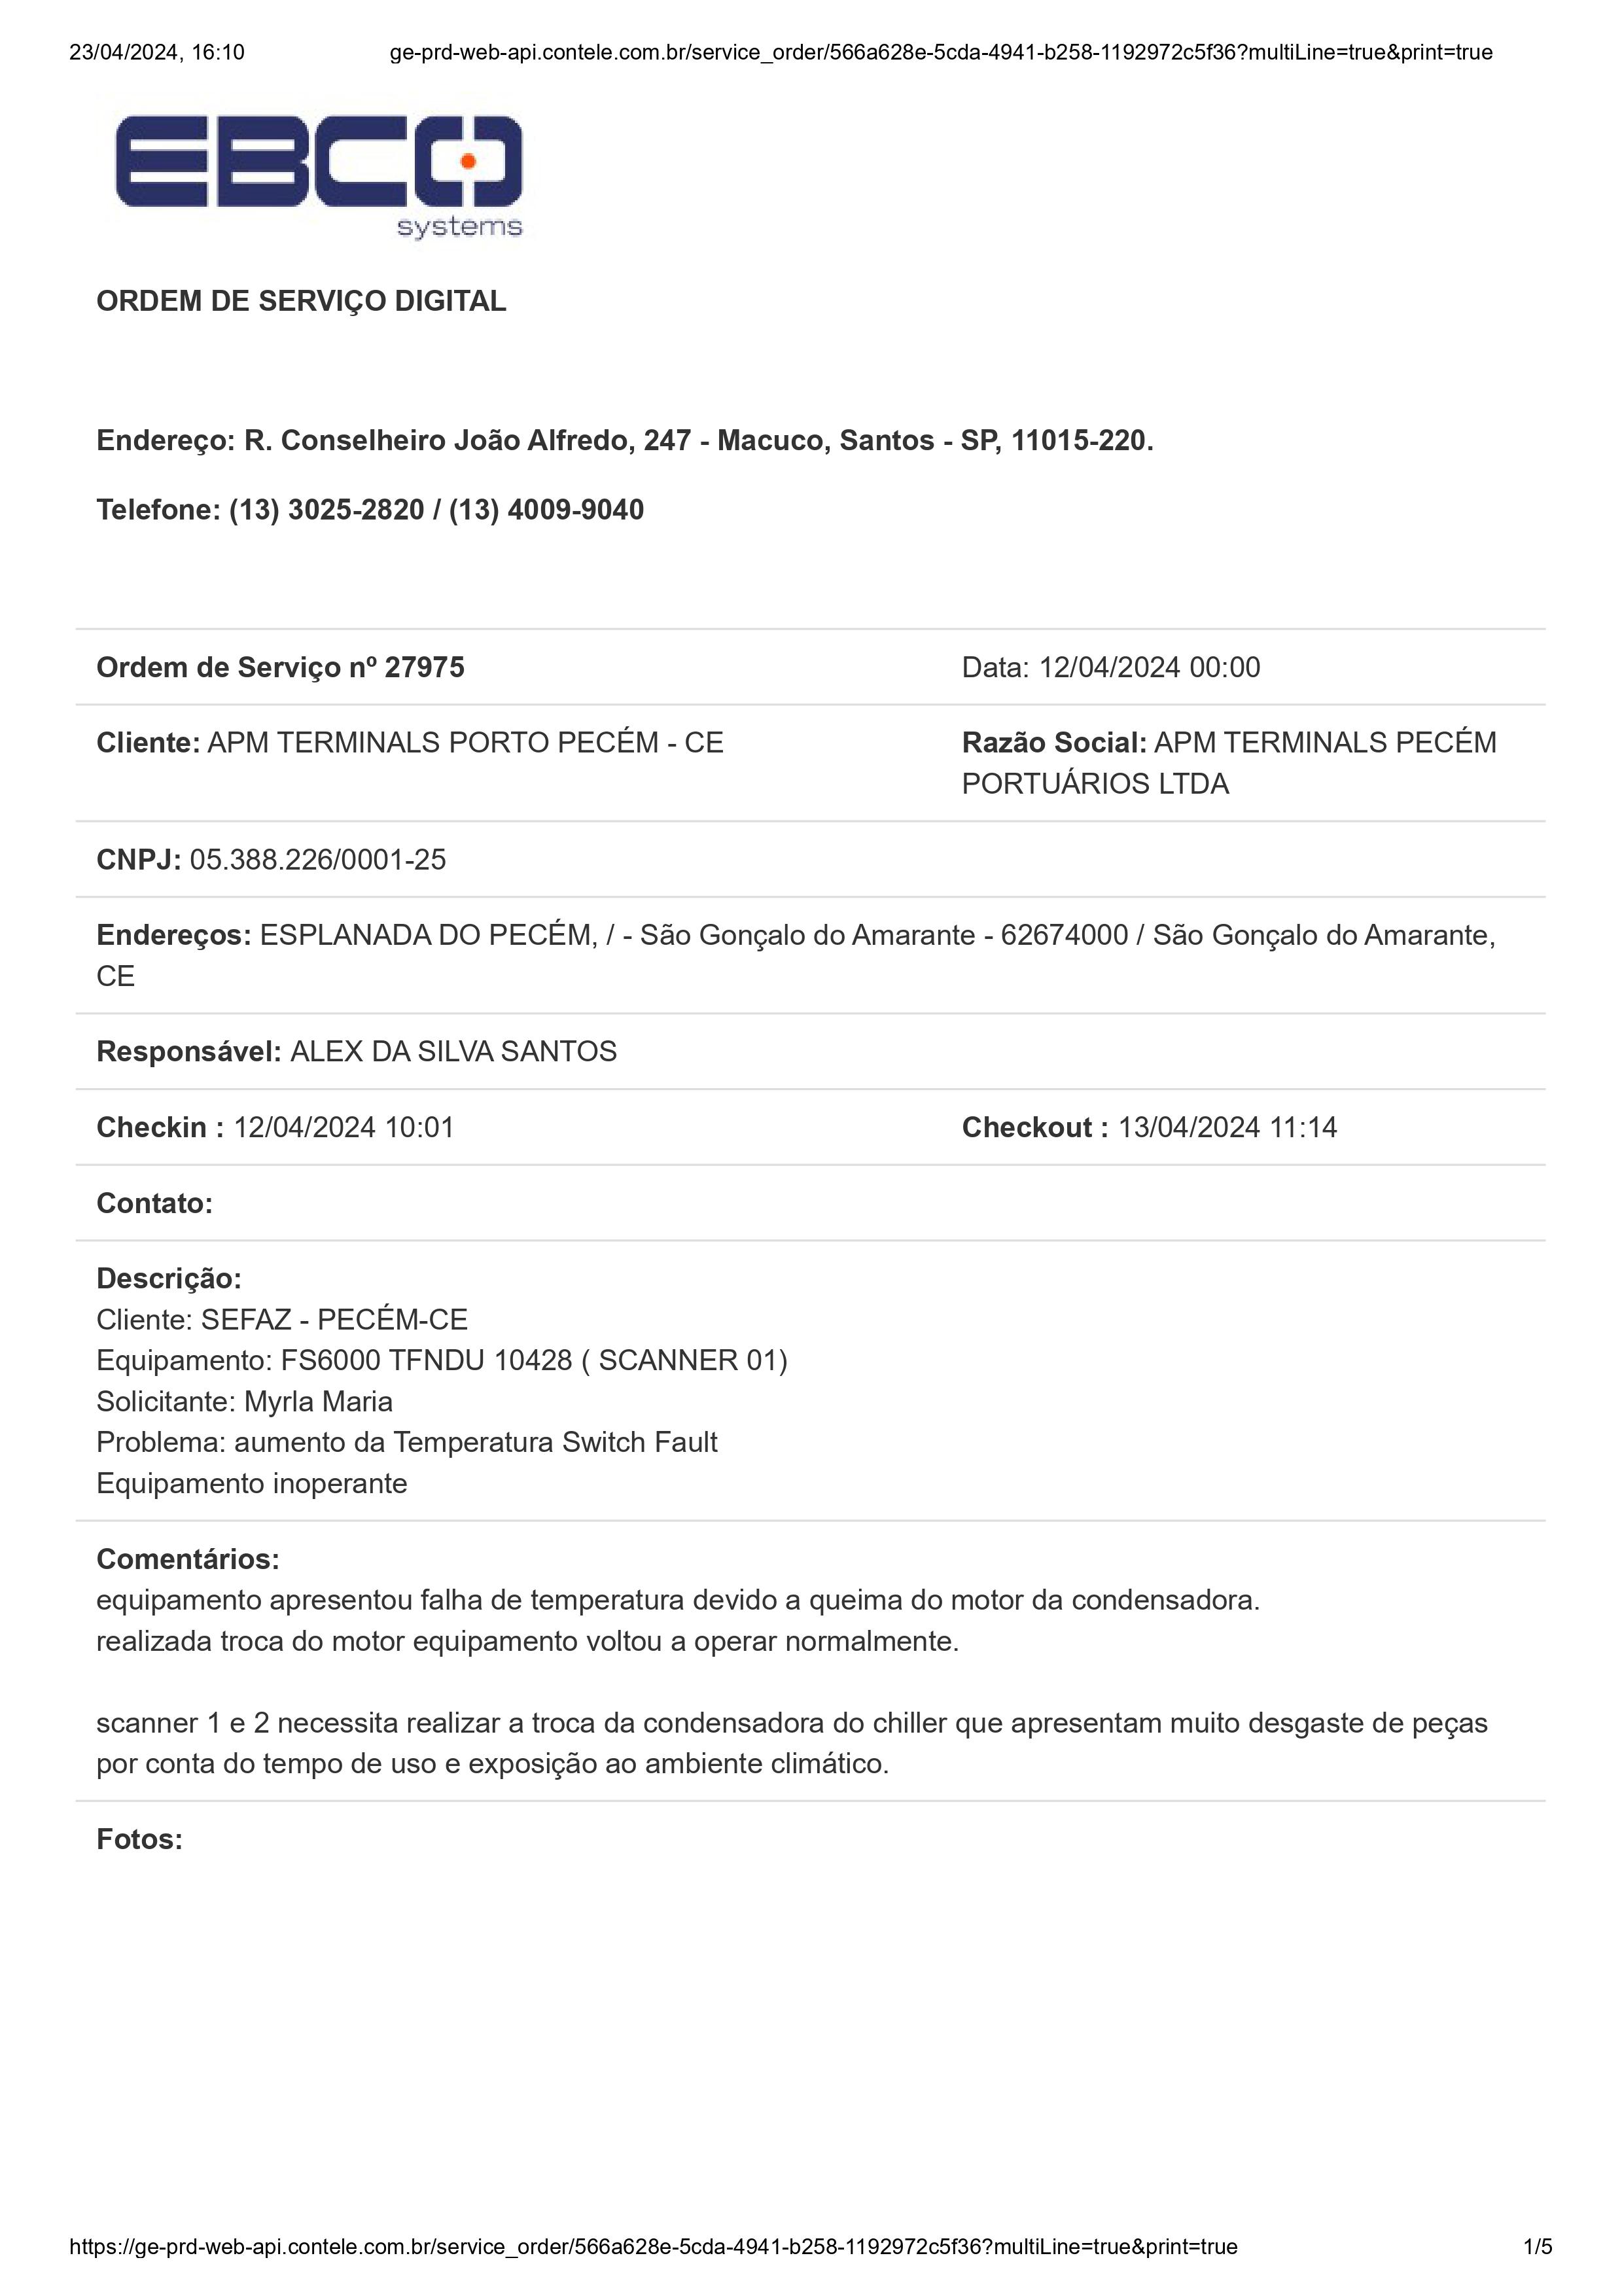 23/04/2024, 16:10 ge-prd-web-api.contele.com.br/service_order/566a628e-5cda-4941-b258-1192972c5f36?multiLine=true&print=true
EBCO
systems
ORDEM DE SERVIÇO DIGITAL
Endereço: R. Conselheiro João Alfredo, 247 - Macuco, Santos - SP, 11015-220.
Telefone: (13) 3025-2820 / (13) 4009-9040
Ordem de Serviço nº 27975 Data: 12/04/2024 00:00
Cliente: APM TERMINALS PORTO PECÉM - CE Razão Social: APM TERMINALS PECÉM
PORTUÁRIOS LTDA
CNPJ: 05.388.226/0001-25
Endereços: ESPLANADA DO PECÉM, / - São Gonçalo do Amarante - 62674000 / São Gonçalo do Amarante,
CE
Responsável: ALEX DA SILVA SANTOS
Checkin : 12/04/2024 10:01 Checkout : 13/04/2024 11:14
Contato:
Descrição:
Cliente: SEFAZ - PECÉM-CE
Equipamento: FS6000 TFNDU 10428 ( SCANNER 01)
Solicitante: Myrla Maria
Problema: aumento da Temperatura Switch Fault
Equipamento inoperante
Comentários:
equipamento apresentou falha de temperatura devido a queima do motor da condensadora.
realizada troca do motor equipamento voltou a operar normalmente.
scanner 1 e 2 necessita realizar a troca da condensadora do chiller que apresentam muito desgaste de peças
por conta do tempo de uso e exposição ao ambiente climático.
Fotos:
https://ge-prd-web-api.contele.com.br/service_order/566a628e-5cda-4941-b258-1192972c5f36?multiLine=true&print=true 1/5